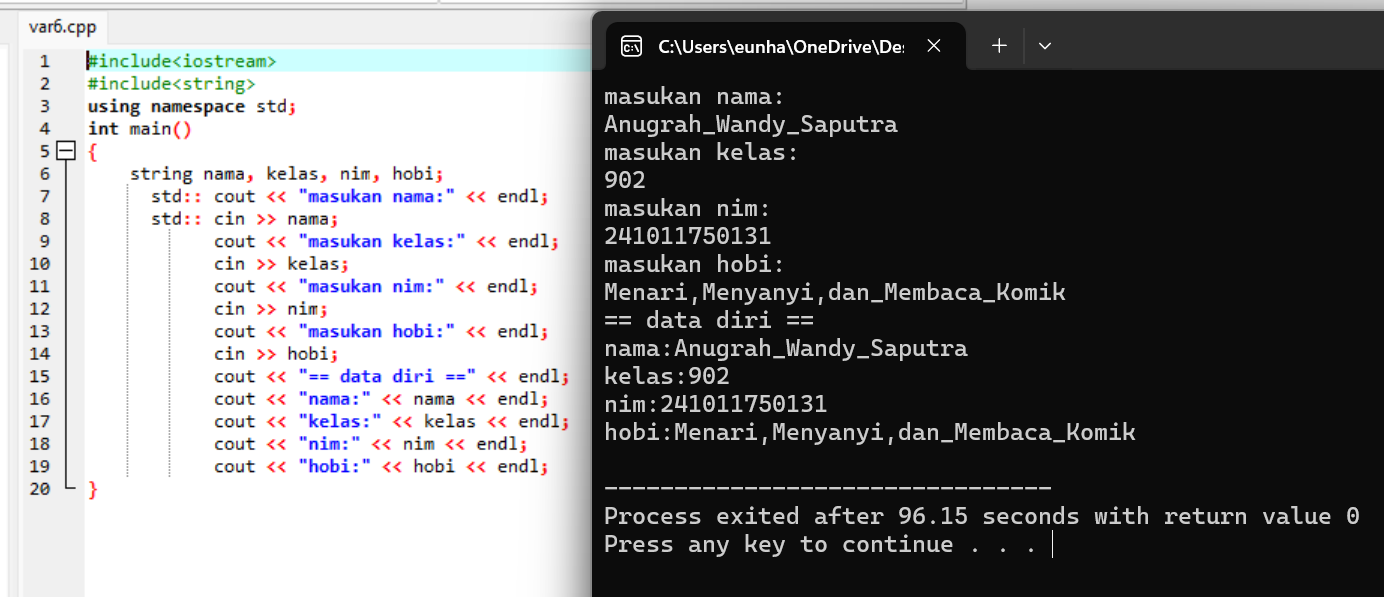 var6.cpp
1 #include<iostream>
2 #include<string>
3 using namespace std;
4 int main()
5 {
6 string nama, kelas, nim, hobi;
7 std:: cout << "masukan nama:" << endl;
8 std:: cin >> nama;
9 cout << "masukan kelas:" << endl;
10 cin >> kelas;
11 cout << "masukan nim:" << endl;
12 cin >> nim;
13 cout << "masukan hobi:" << endl;
14 cin >> hobi;
15 cout << "== data diri ==" << endl;
16 cout << "nama:" << nama << endl;
17 cout << "kelas:" << kelas << endl;
18 cout << "nim:" << nim << endl;
19 cout << "hobi:" << hobi << endl;
20 }
C:\Users\eunha\OneDrive\De
masukan nama:
Anugrah_Wandy_Saputra
masukan kelas:
902
masukan nim:
241011750131
masukan hobi:
Menari,Menyanyi,dan_Membaca_Komik
== data diri ==
nama:Anugrah_Wandy_Saputra
kelas:902
nim:241011750131
hobi:Menari,Menyanyi,dan_Membaca_Komik
--------------------------------
Process exited after 96.15 seconds with return value 0
Press any key to continue . . .